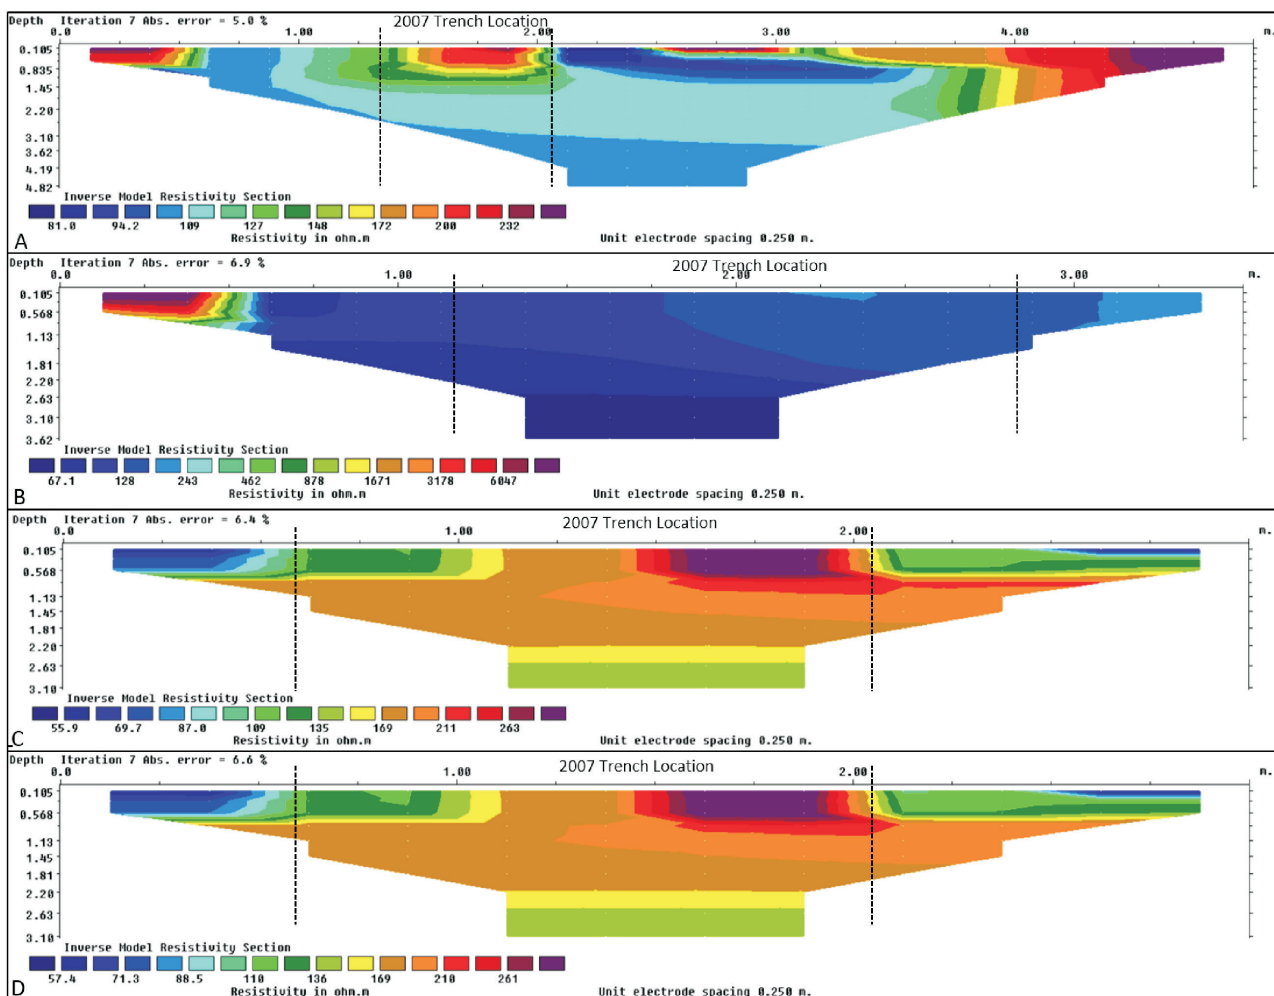 2007 Trench Location
Depth Iteration 7 Abs. error = 5.0 %
0.0 1.00 2.00 3.00 4.00 m.
0.105
0.835
1.45
2.20
3.10
3.62
4.19
4.82
Inverse Model Resistivity Section
81.0 94.2 109 127 148 172 200 232
Resistivity in ohm.m Unit electrode spacing 0.250 m.
A
Depth Iteration 7 Abs. error = 6.9 %
2007 Trench Location
0.0 1.00 2.00 3.00 m.
0.105
0.568
1.13
1.81
2.20
2.63
3.10
3.62
Inverse Model Resistivity Section
67.1 128 243 462 878 1671 3178 6047
Resistivity in ohm.m Unit electrode spacing 0.250 m.
B
Depth Iteration 7 Abs. error = 6.4 %
2007 Trench Location
0.0 1.00 2.00 m.
0.105
0.568
1.13
1.45
1.81
2.20
2.63
3.10
Inverse Model Resistivity Section
55.9 69.7 87.0 109 135 169 211 263
Resistivity in ohm.m Unit electrode spacing 0.250 m.
C
Depth Iteration 7 Abs. error = 6.6 %
2007 Trench Location
0.0 1.00 2.00 m.
0.105
0.568
1.13
1.45
1.81
2.20
2.63
3.10
Inverse Model Resistivity Section
57.4 71.3 88.5 110 136 169 210 261
Resistivity in ohm.m Unit electrode spacing 0.250 m.
D